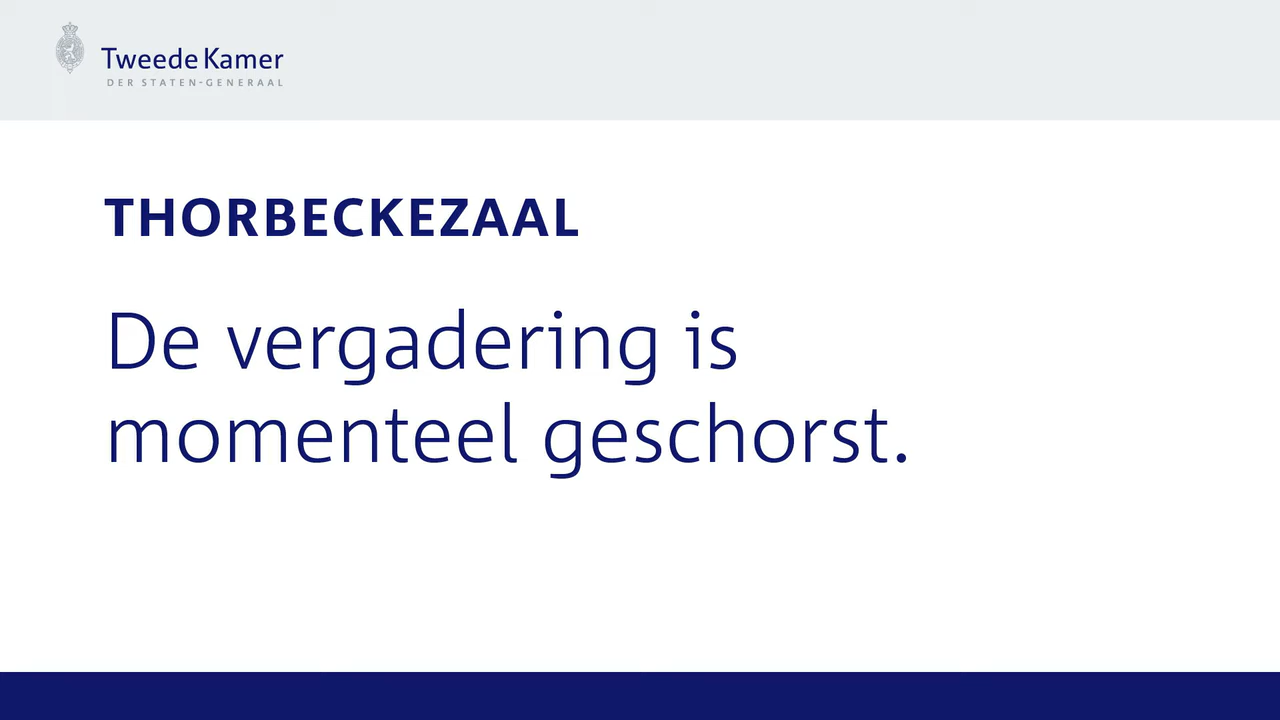 Tweede Kamer
DER STATEN-GENERAAL
THORBECKEZAAL
De vergadering is
momenteel geschorst.